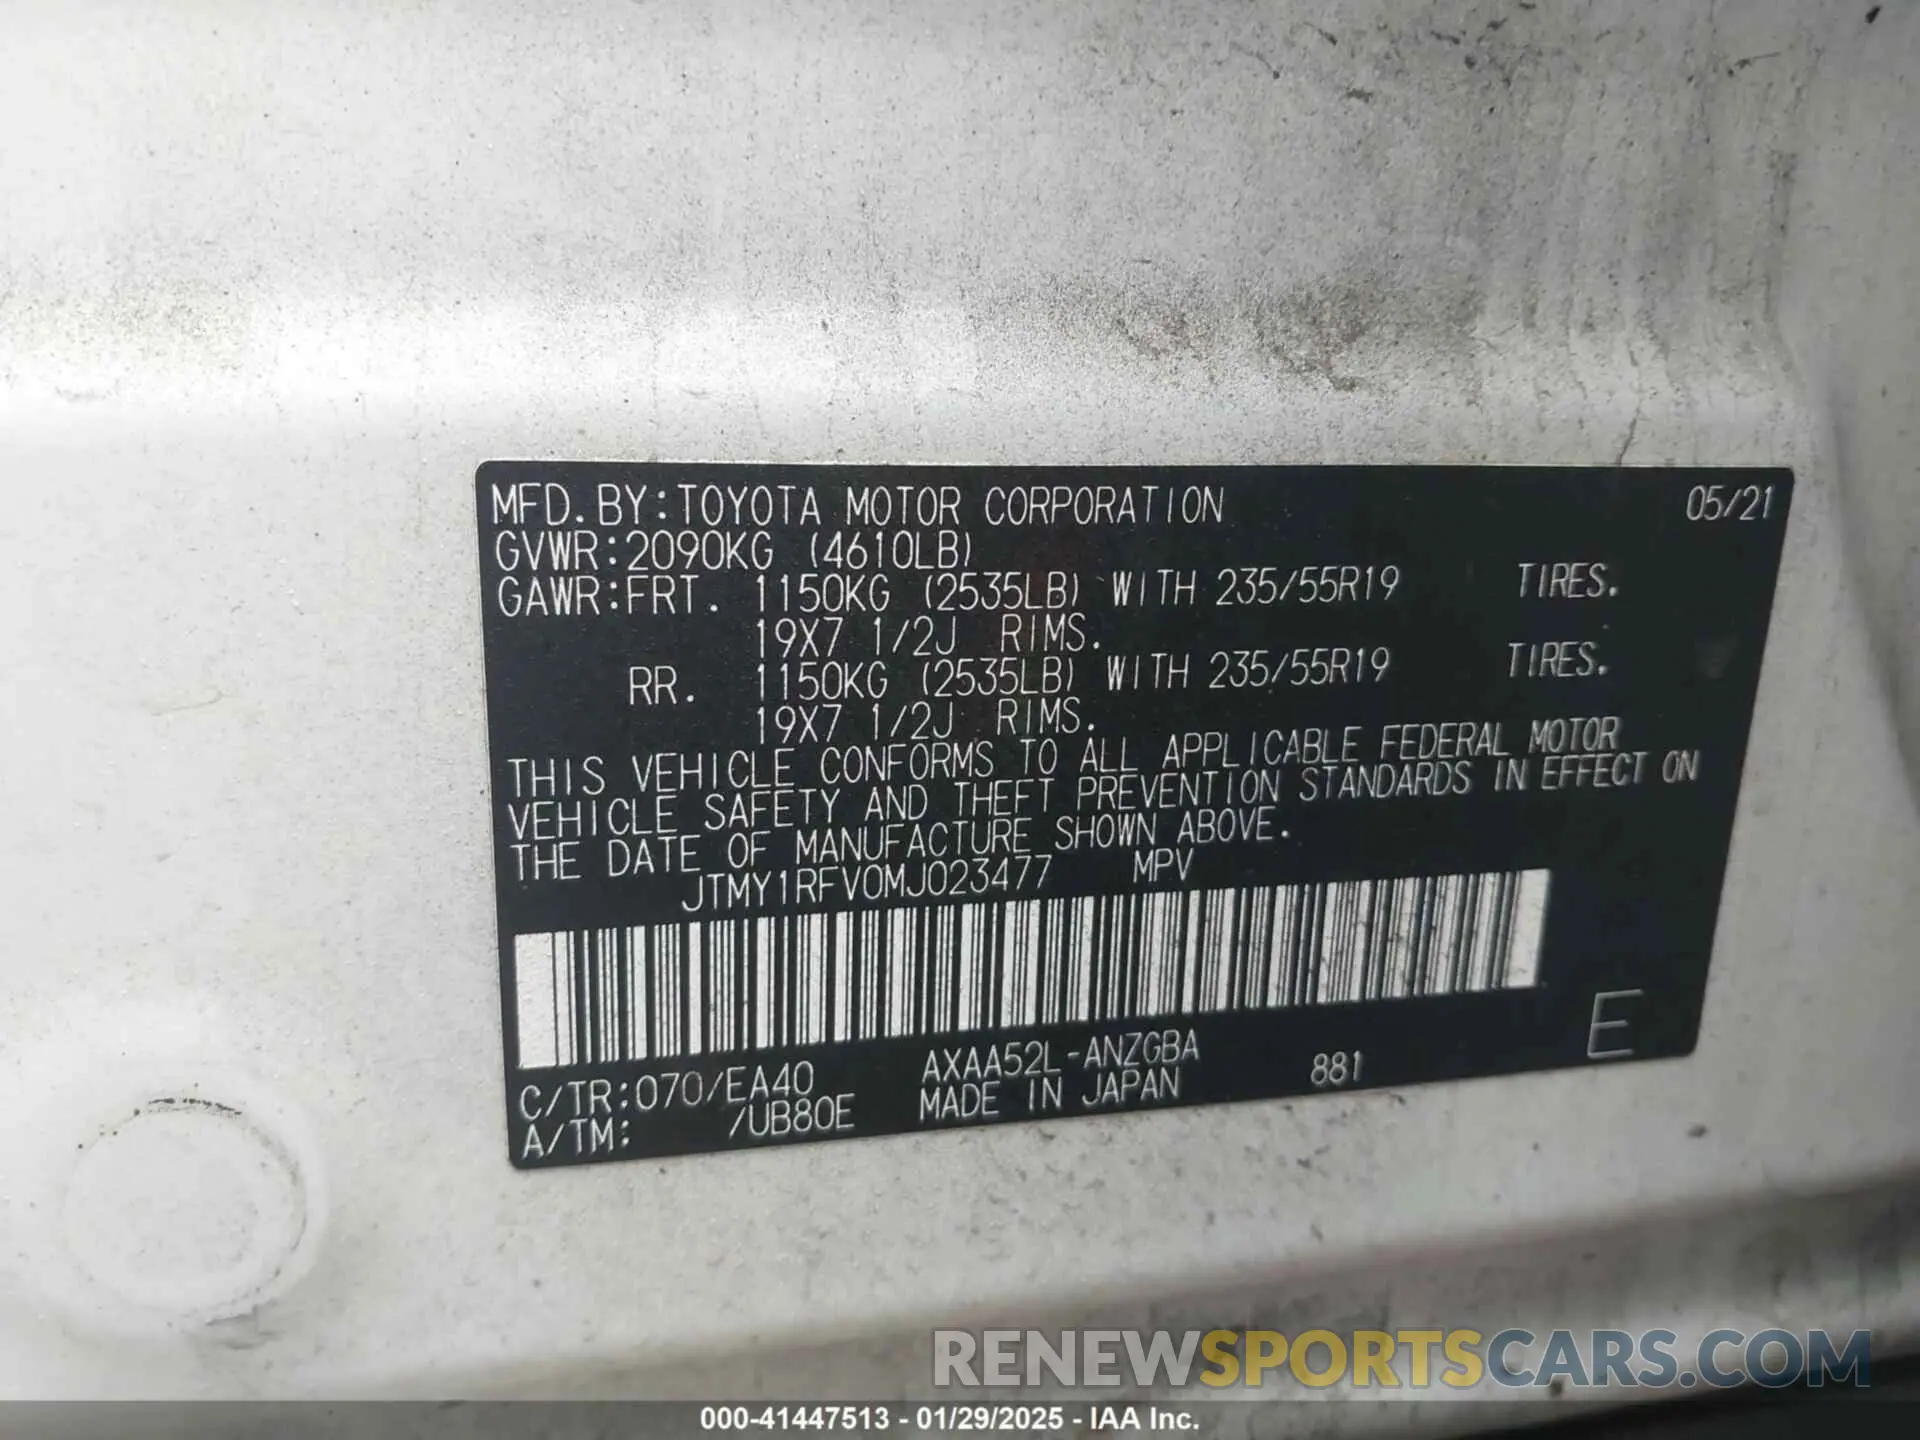 MFD.BY:TOYOTA MOTOR CORPORATION 05/21
GVWR:2090KG (4610LB)
GAWR:FRT. 1150KG (2535LB) WITH 235/55R19 TIRES.
19X7 1/2J RIMS.
RR. 1150KG (2535LB) WITH 235/55R19 TIRES.
19X7 1/2J RIMS.
THIS VEHICLE CONFORMS TO ALL APPLICABLE FEDERAL MOTOR
VEHICLE SAFETY AND THEFT PREVENTION STANDARDS IN EFFECT ON
THE DATE OF MANUFACTURE SHOWN ABOVE.
JTMY1RFV0MJ023477 MPV
E
C/TR:070/EA40 AXAA52L-ANZGBA 881
A/TM: /UB80E MADE IN JAPAN
RENEWSPORTSCARS.COM
000-41447513 - 01/29/2025 - IAA Inc.